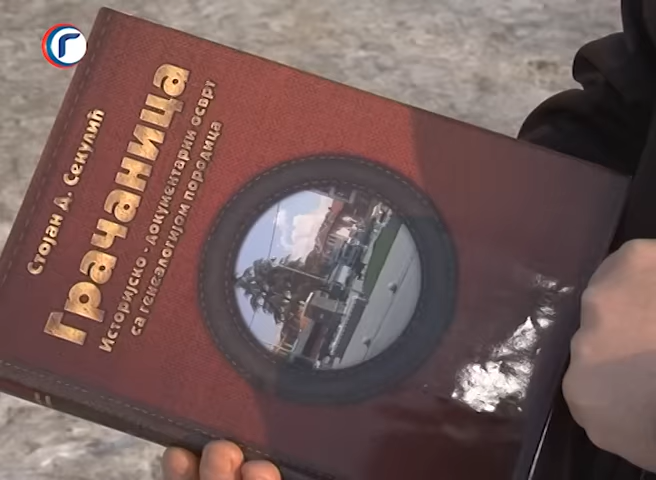 Стојан Д. Секулић
Грачаница
Историјско - документарни осврт
са генеалогијом породица